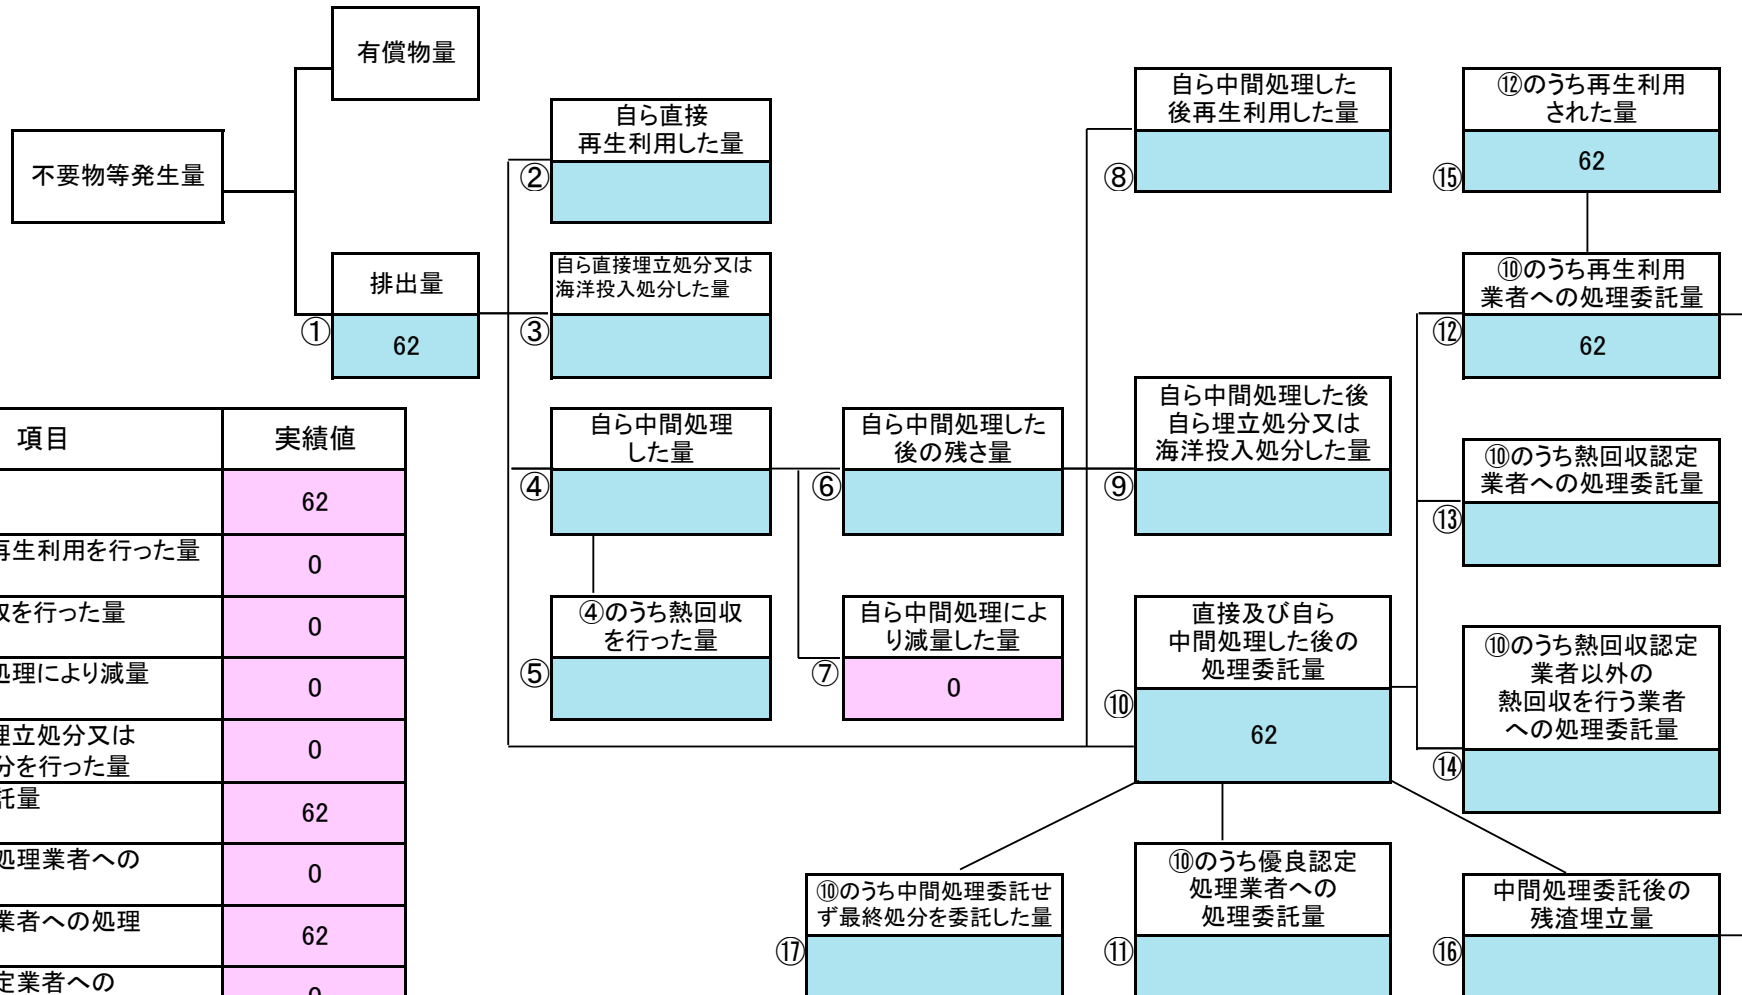 有償物量
不要物等発生量
排出量
①
62
自ら直接
再生利用した量
②
自ら直接埋立処分又は
海洋投入処分した量
③
自ら中間処理
した量
④
④のうち熱回収
を行った量
⑤
自ら中間処理した
後の残さ量
⑥
自ら中間処理によ
り減量した量
⑦
0
自ら中間処理した
後再生利用した量
⑧
自ら中間処理した後
自ら埋立処分又は
海洋投入処分した量
⑨
直接及び自ら
中間処理した後の
処理委託量
⑩
62
⑫のうち再生利用
された量
⑮
62
⑩のうち再生利用
業者への処理委託量
⑫
62
⑩のうち熱回収認定
業者への処理委託量
⑬
⑩のうち熱回収認定
業者以外の
熱回収を行う業者
への処理委託量
⑭
⑩のうち中間処理委託せ
ず最終処分を委託した量
⑰
⑩のうち優良認定
処理業者への
処理委託量
⑪
中間処理委託後の
残渣埋立量
⑯
項目 実績値
62
再生利用を行った量 0
収を行った量 0
処理により減量 0
埋立処分又は
分を行った量 0
託量 62
処理業者への 0
業者への処理 62
定業者への 0